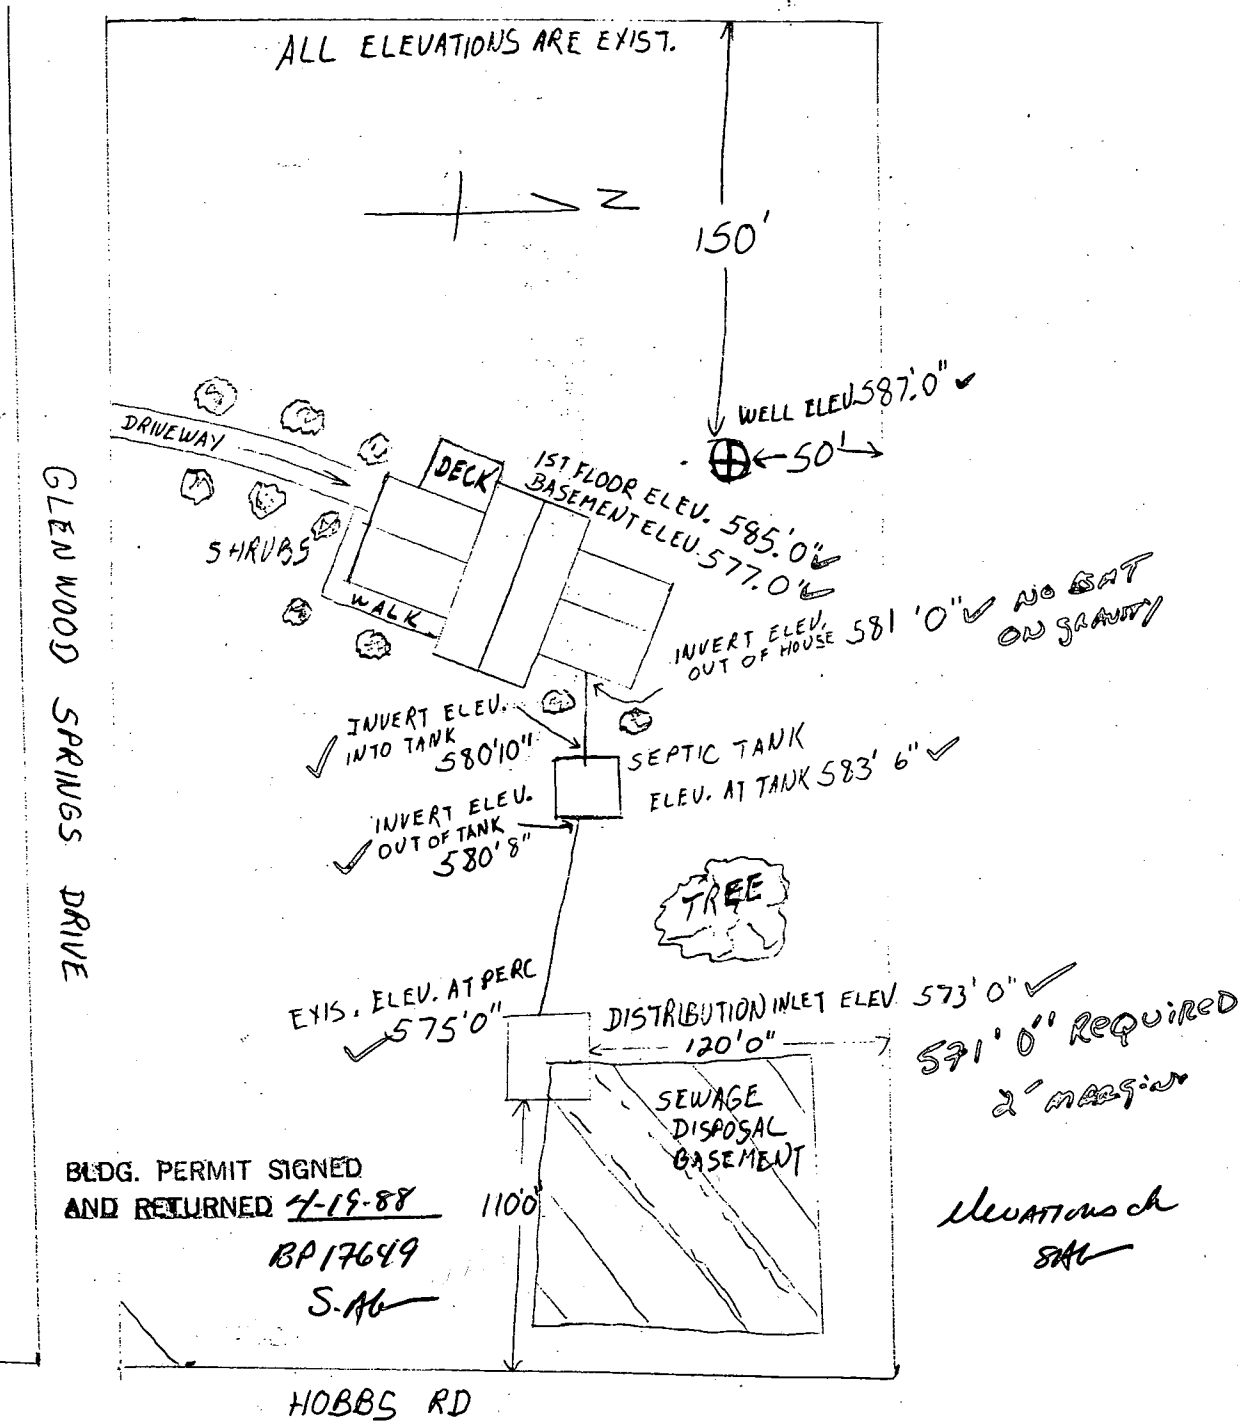 ALL ELEVATIONS ARE EXIST.
N
150'
WELL ELEV. 587'.0"
50'
DRIVEWAY
DECK
1ST FLOOR ELEV. 585'.0"
BASEMENT ELEV. 577.0'
SHRUBS
WALK
INVERT ELEV.
OUT OF HOUSE 581'0"
NO BSMT
ON GRAVITY
INVERT ELEV.
INTO TANK
580'10"
SEPTIC TANK
ELEV. AT TANK 583' 6"
INVERT ELEV.
OUT OF TANK
580'8"
TREE
GLENWOOD SPRINGS DRIVE
EXIS. ELEV. AT PERC
575'0"
DISTRIBUTION INLET ELEV. 573'0"
120'0"
571'0" REQUIRED
2' margin
SEWAGE
DISPOSAL
EASEMENT
BLDG. PERMIT SIGNED
AND RETURNED 4-19-88
BP 17649
110'0"
elevations ok
HOBBS RD